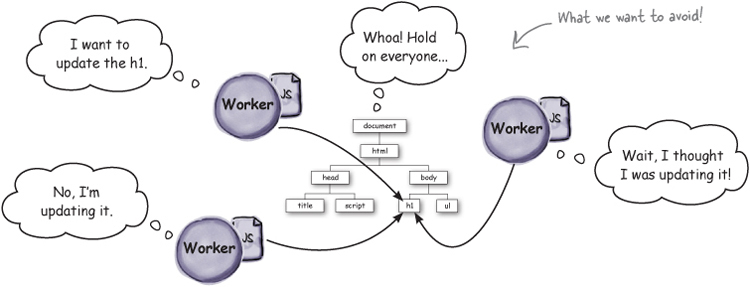 What we want to avoid!
I want to
update the h1.
Whoa! Hold
on everyone...
Worker
JS
Worker
JS
document
html
head
body
title
script
h1
ul
Wait, I thought
I was updating it!
No, I'm
updating it.
Worker
JS